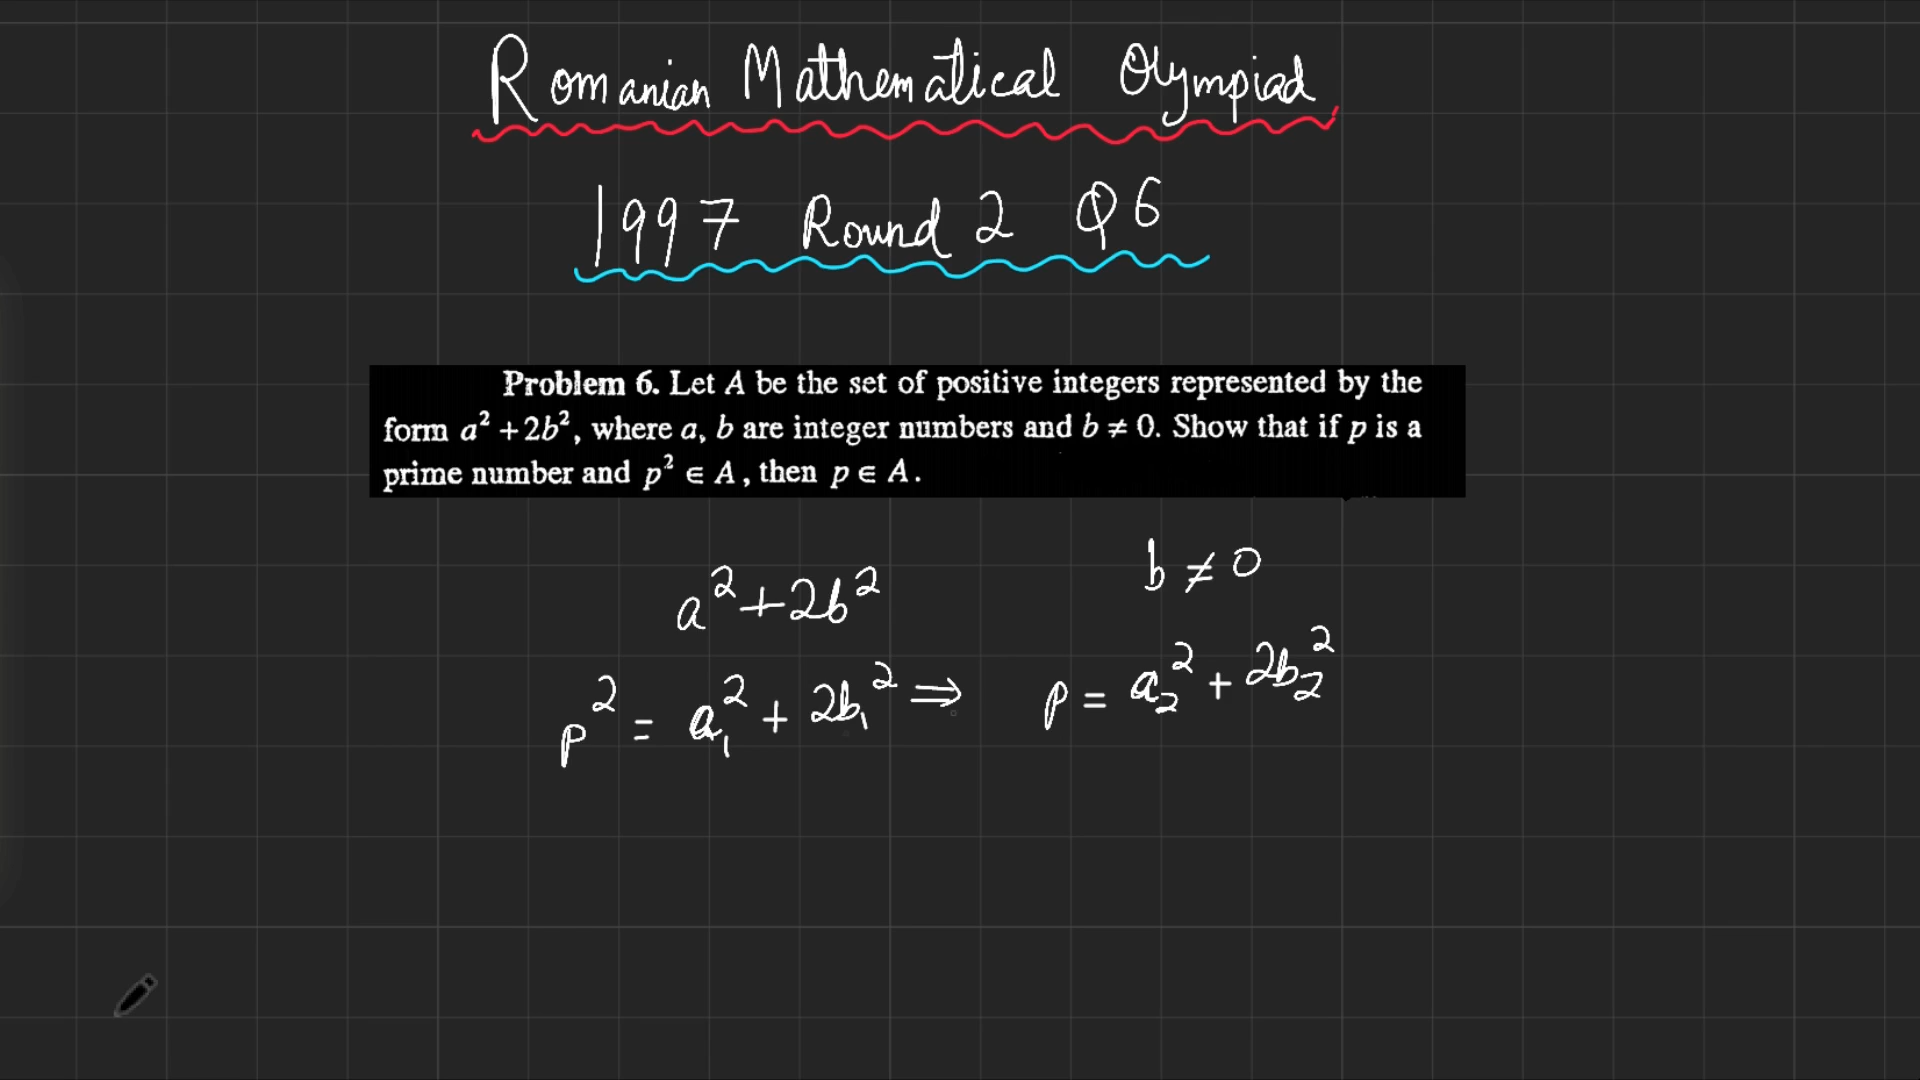 Romanian Mathematical Olympiad
1997 Round 2 Q6
Problem 6. Let A be the set of positive integers represented by the
form a² + 2b², where a, b are integer numbers and b ≠ 0. Show that if p is a
prime number and p² ∈ A, then p ∈ A.
a² + 2b² b ≠ 0
p² = a₁² + 2b₁² ⇒ p = a₂² + 2b₂²